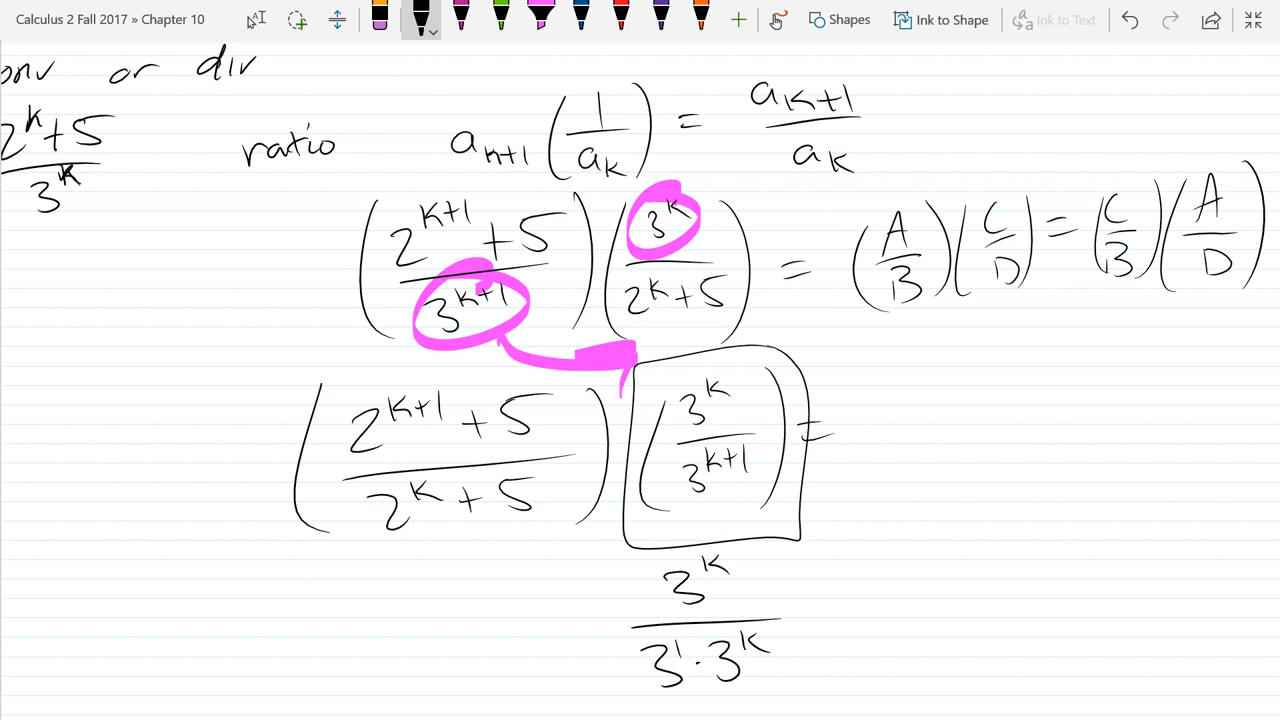 Calculus 2 Fall 2017 » Chapter 10 Shapes Ink to Shape Ink to Text
onv or div
2^k + 5 / 3^k
ratio a_{k+1} (1 / a_k) = a_{k+1} / a_k
(2^{k+1} + 5 / 3^{k+1}) (3^k / 2^k + 5) = (A / B) (C / D) = (C / B) (A / D)
(2^{k+1} + 5 / 2^k + 5) (3^k / 3^{k+1}) =
3^k / 3^1 · 3^k